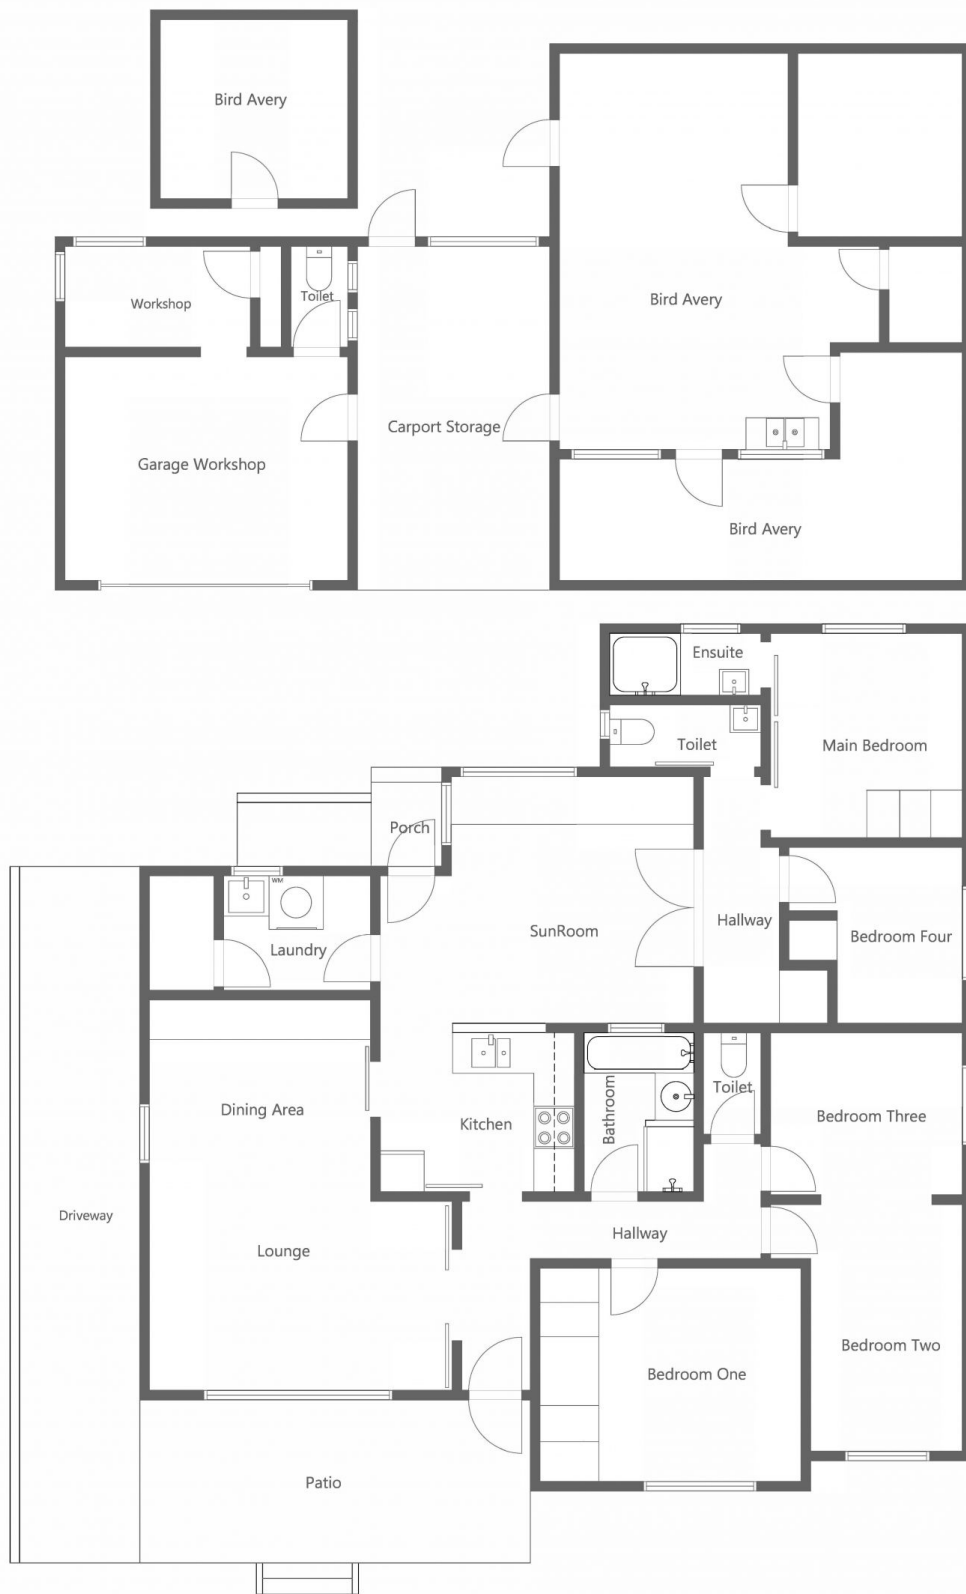 Bird Avery
Workshop
Toilet
Bird Avery
Carport Storage
Garage Workshop
Bird Avery
Ensuite
Toilet
Main Bedroom
Porch
WM
Laundry
SunRoom
Hallway
Bedroom Four
Dining Area
Kitchen
Bathroom
Toilet
Bedroom Three
Driveway
Lounge
Hallway
Bedroom One
Bedroom Two
Patio